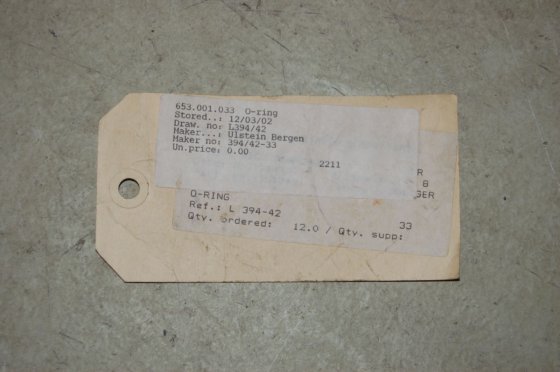 653.001.033 O-ring
Stored..: 12/03/02
Draw. no: L394/42
Maker...: Ulstein Bergen
Maker no: 394/42-33
Un.price: 0.00
2211
R
B
GER
O-RING
33
Ref.: L 394-42
Qty. ordered: 12.0 / Qty. supp: